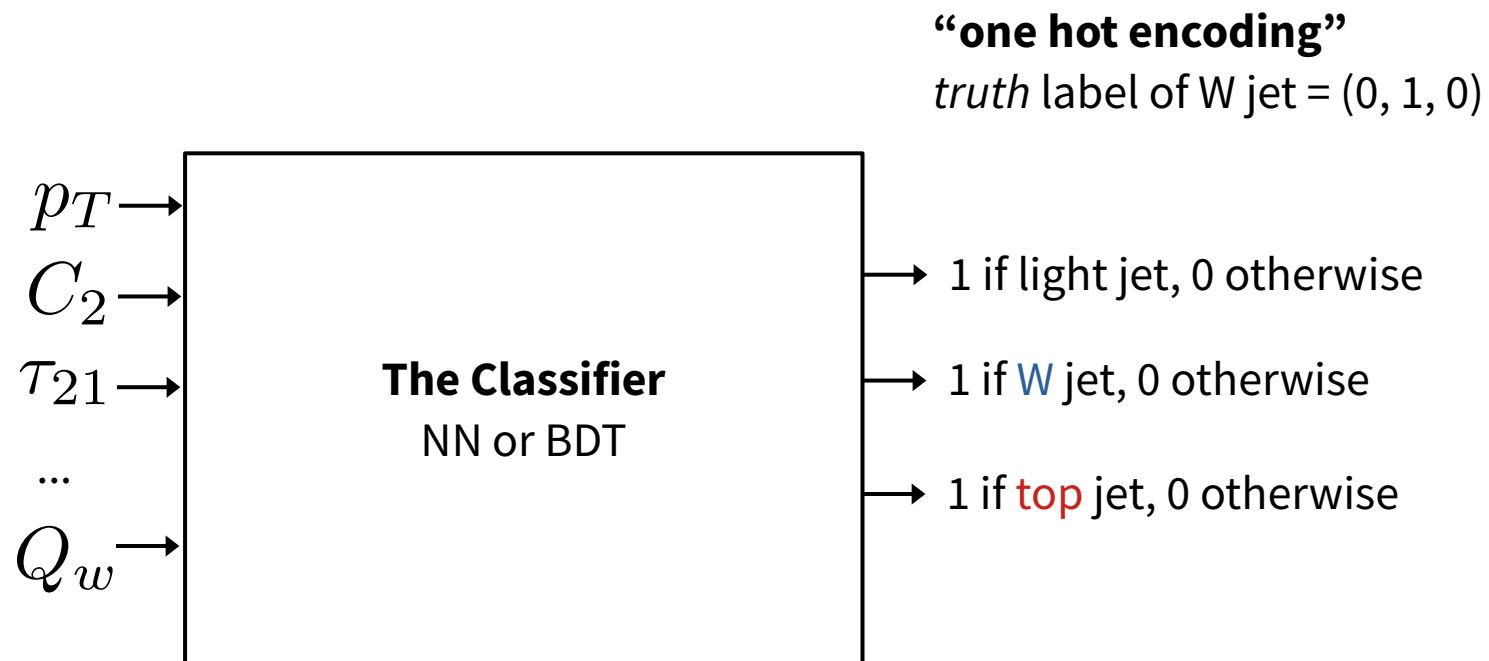 “one hot encoding”
truth label of W jet = (0, 1, 0)
p_T
C_2
τ_21
...
Q_w
The Classifier
NN or BDT
1 if light jet, 0 otherwise
1 if W jet, 0 otherwise
1 if top jet, 0 otherwise